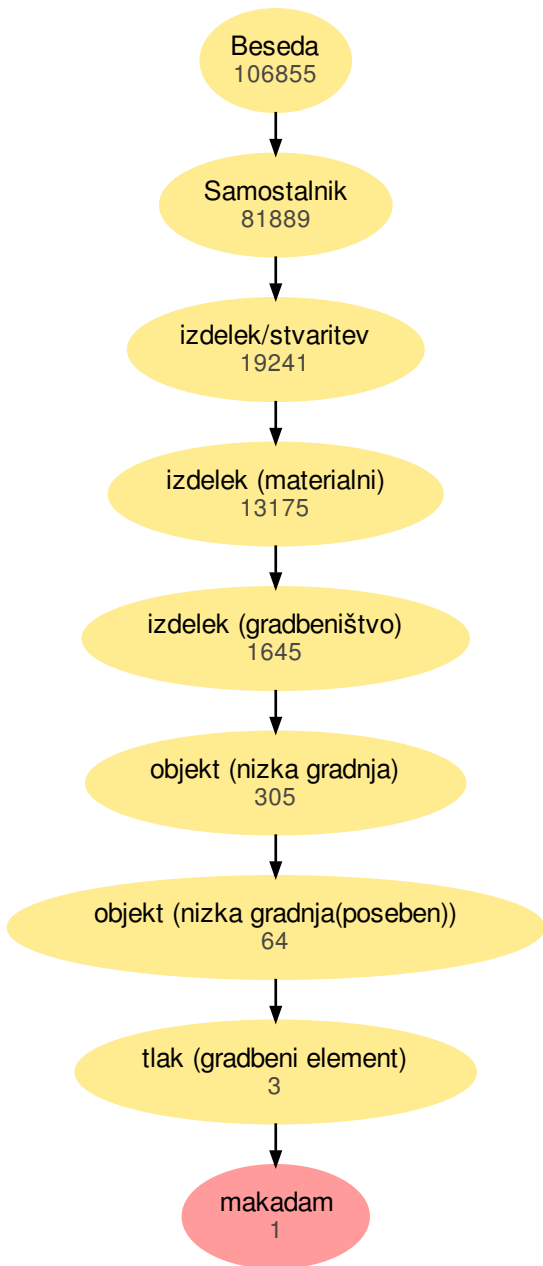 Beseda
106855
Samostalnik
81889
izdelek/stvaritev
19241
izdelek (materialni)
13175
izdelek (gradbeništvo)
1645
objekt (nizka gradnja)
305
objekt (nizka gradnja(poseben))
64
tlak (gradbeni element)
3
makadam
1